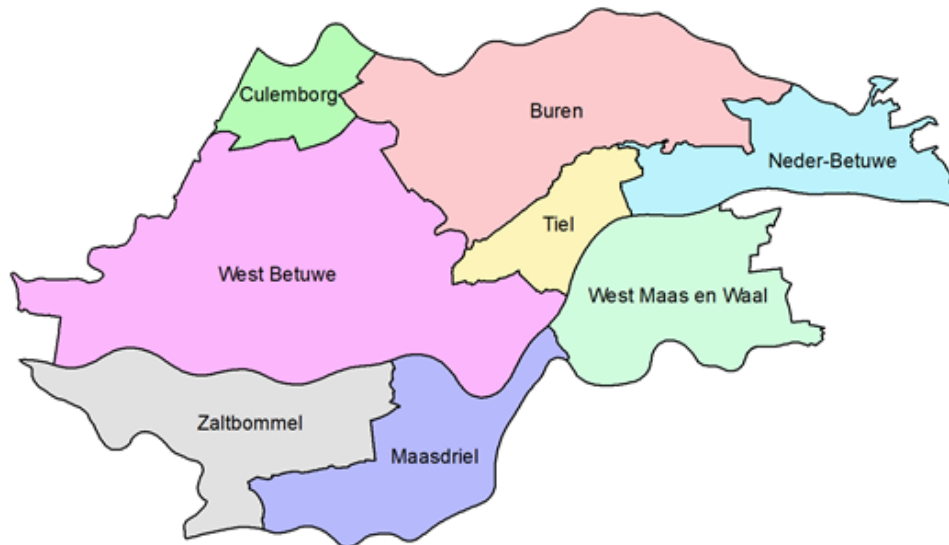 Culemborg
Buren
Neder-Betuwe
Tiel
West Betuwe
West Maas en Waal
Zaltbommel
Maasdriel